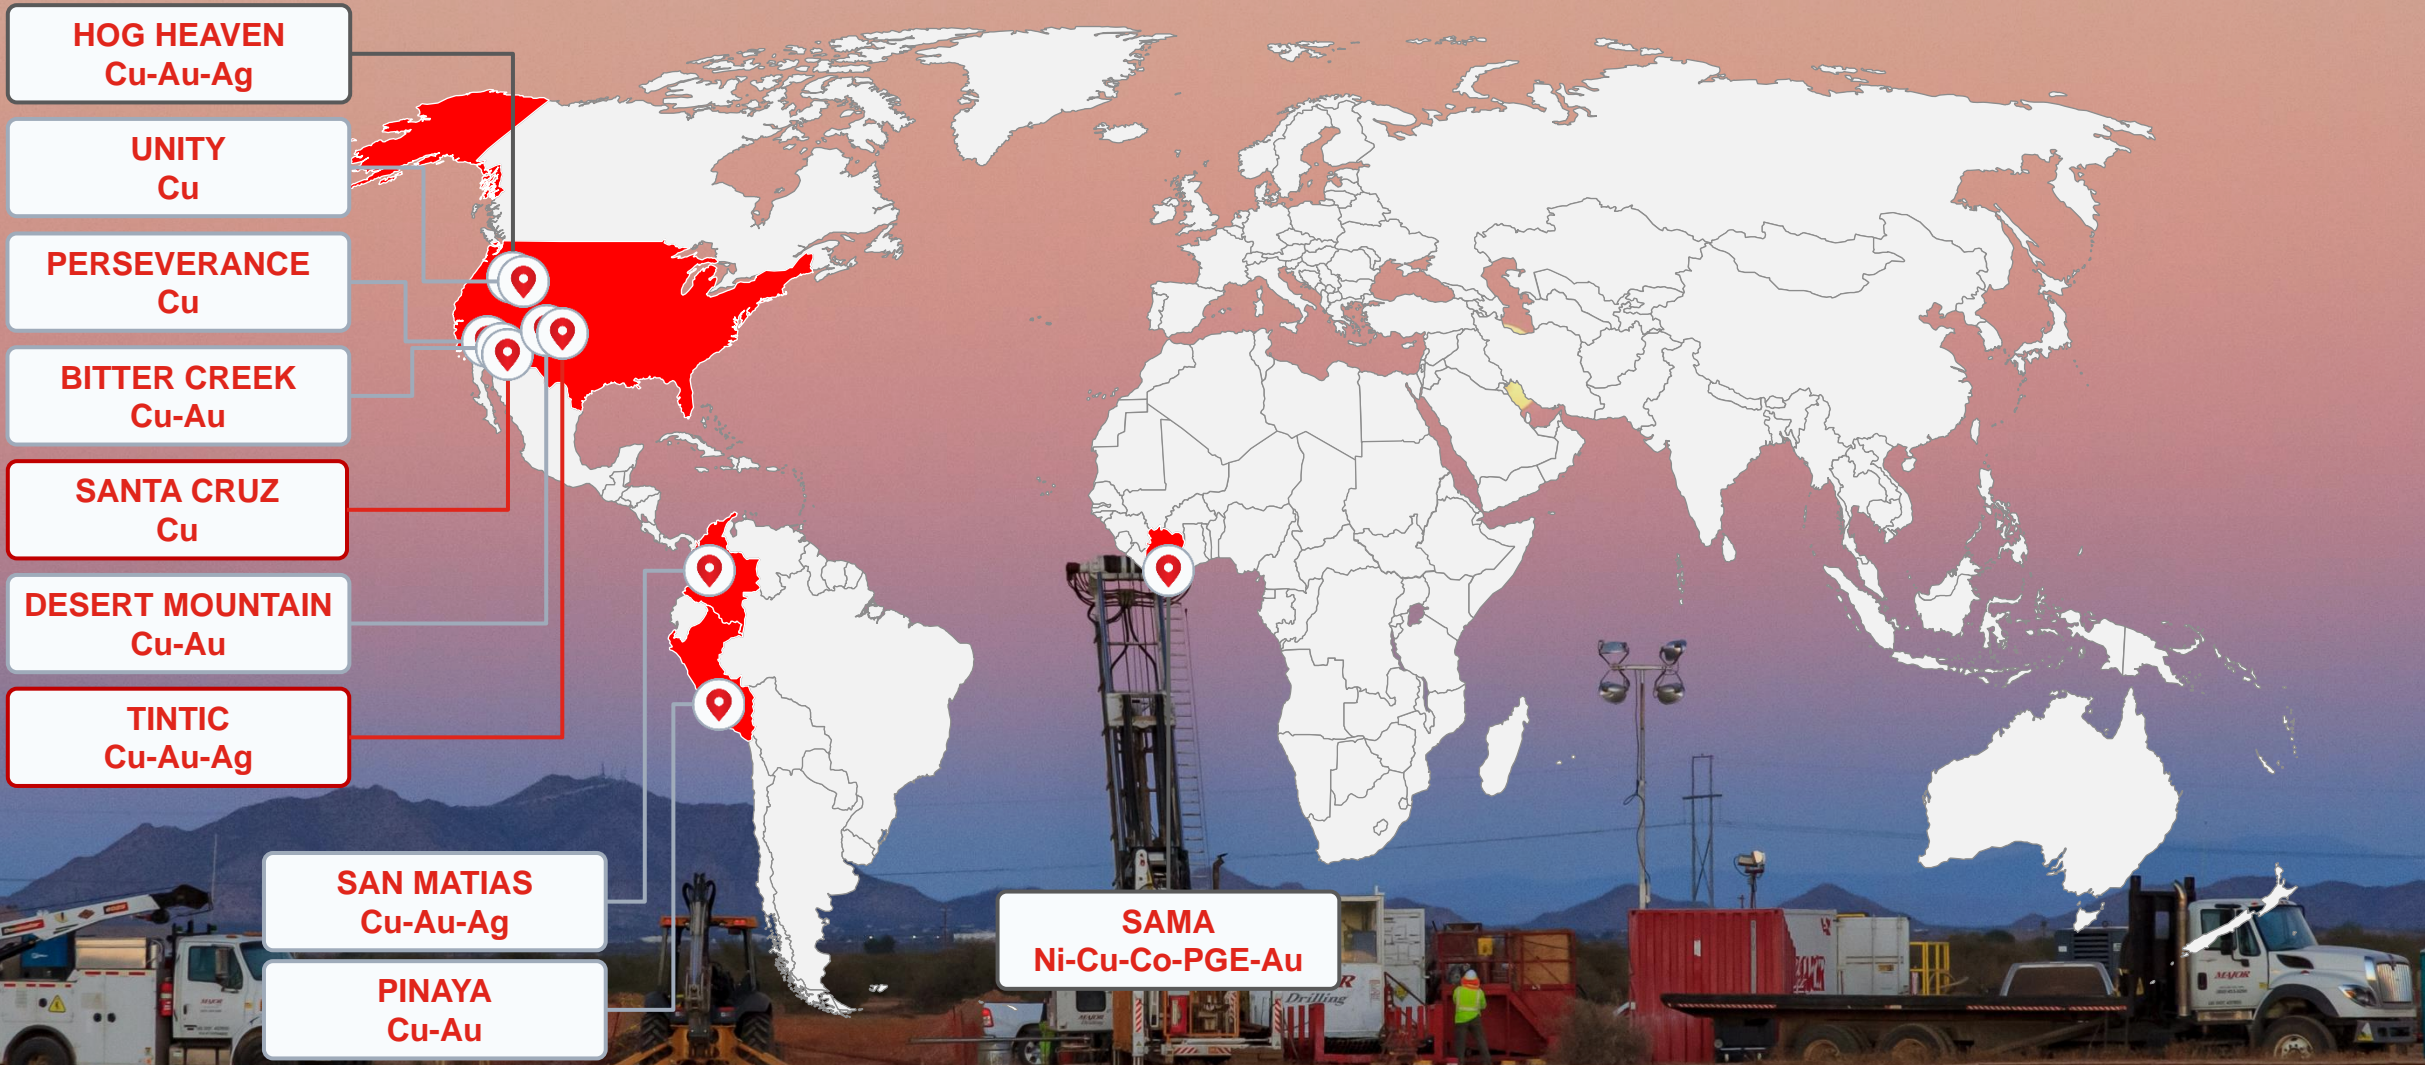 HOG HEAVEN
Cu-Au-Ag
UNITY
Cu
PERSEVERANCE
Cu
BITTER CREEK
Cu-Au
SANTA CRUZ
Cu
DESERT MOUNTAIN
Cu-Au
TINTIC
Cu-Au-Ag
SAN MATIAS
Cu-Au-Ag
PINAYA
Cu-Au
SAMA
Ni-Cu-Co-PGE-Au
Drilling
MAJOR